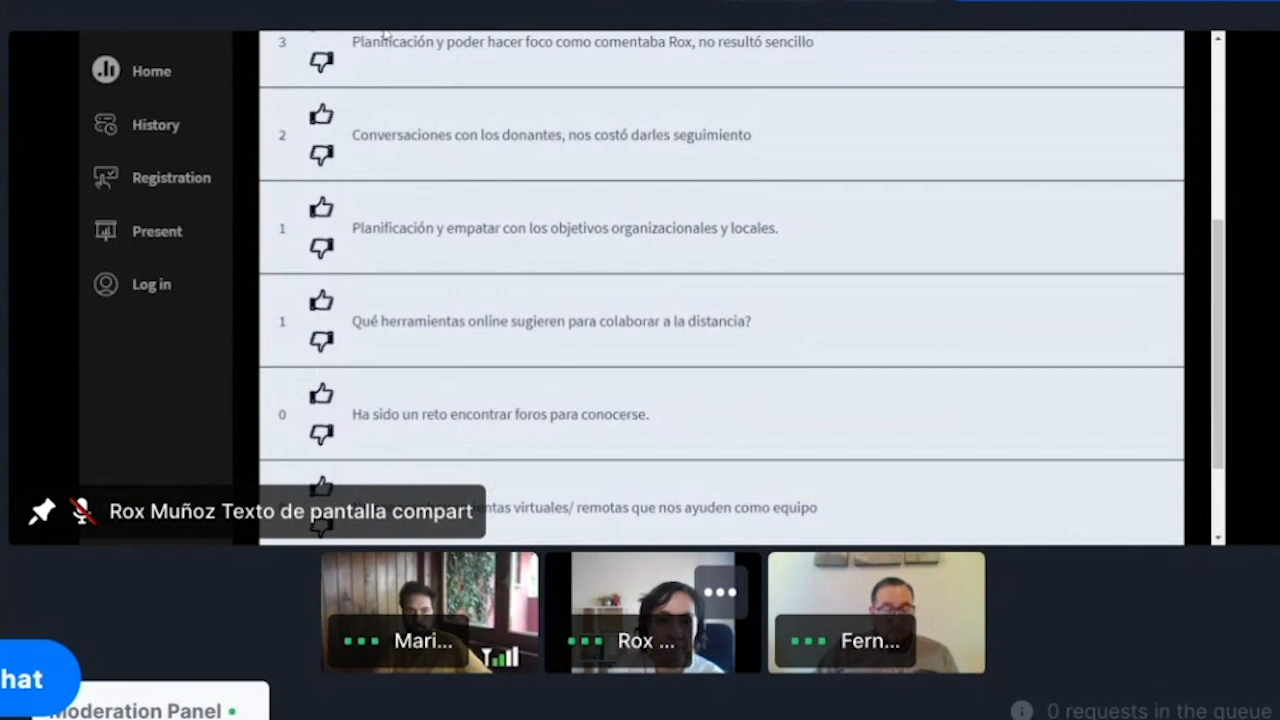 Home
History
Registration
Present
Log in
3
Planificación y poder hacer foco como comentaba Rox, no resultó sencillo
2
Conversaciones con los donantes, nos costó darles seguimiento
1
Planificación y empatar con los objetivos organizacionales y locales.
1
Qué herramientas online sugieren para colaborar a la distancia?
0
Ha sido un reto encontrar foros para conocerse.
virtuales/ remotas que nos ayuden como equipo
Rox Muñoz Texto de pantalla compart
Mari...
Rox ...
Fern...
hat
Moderation Panel
0 requests in the queue